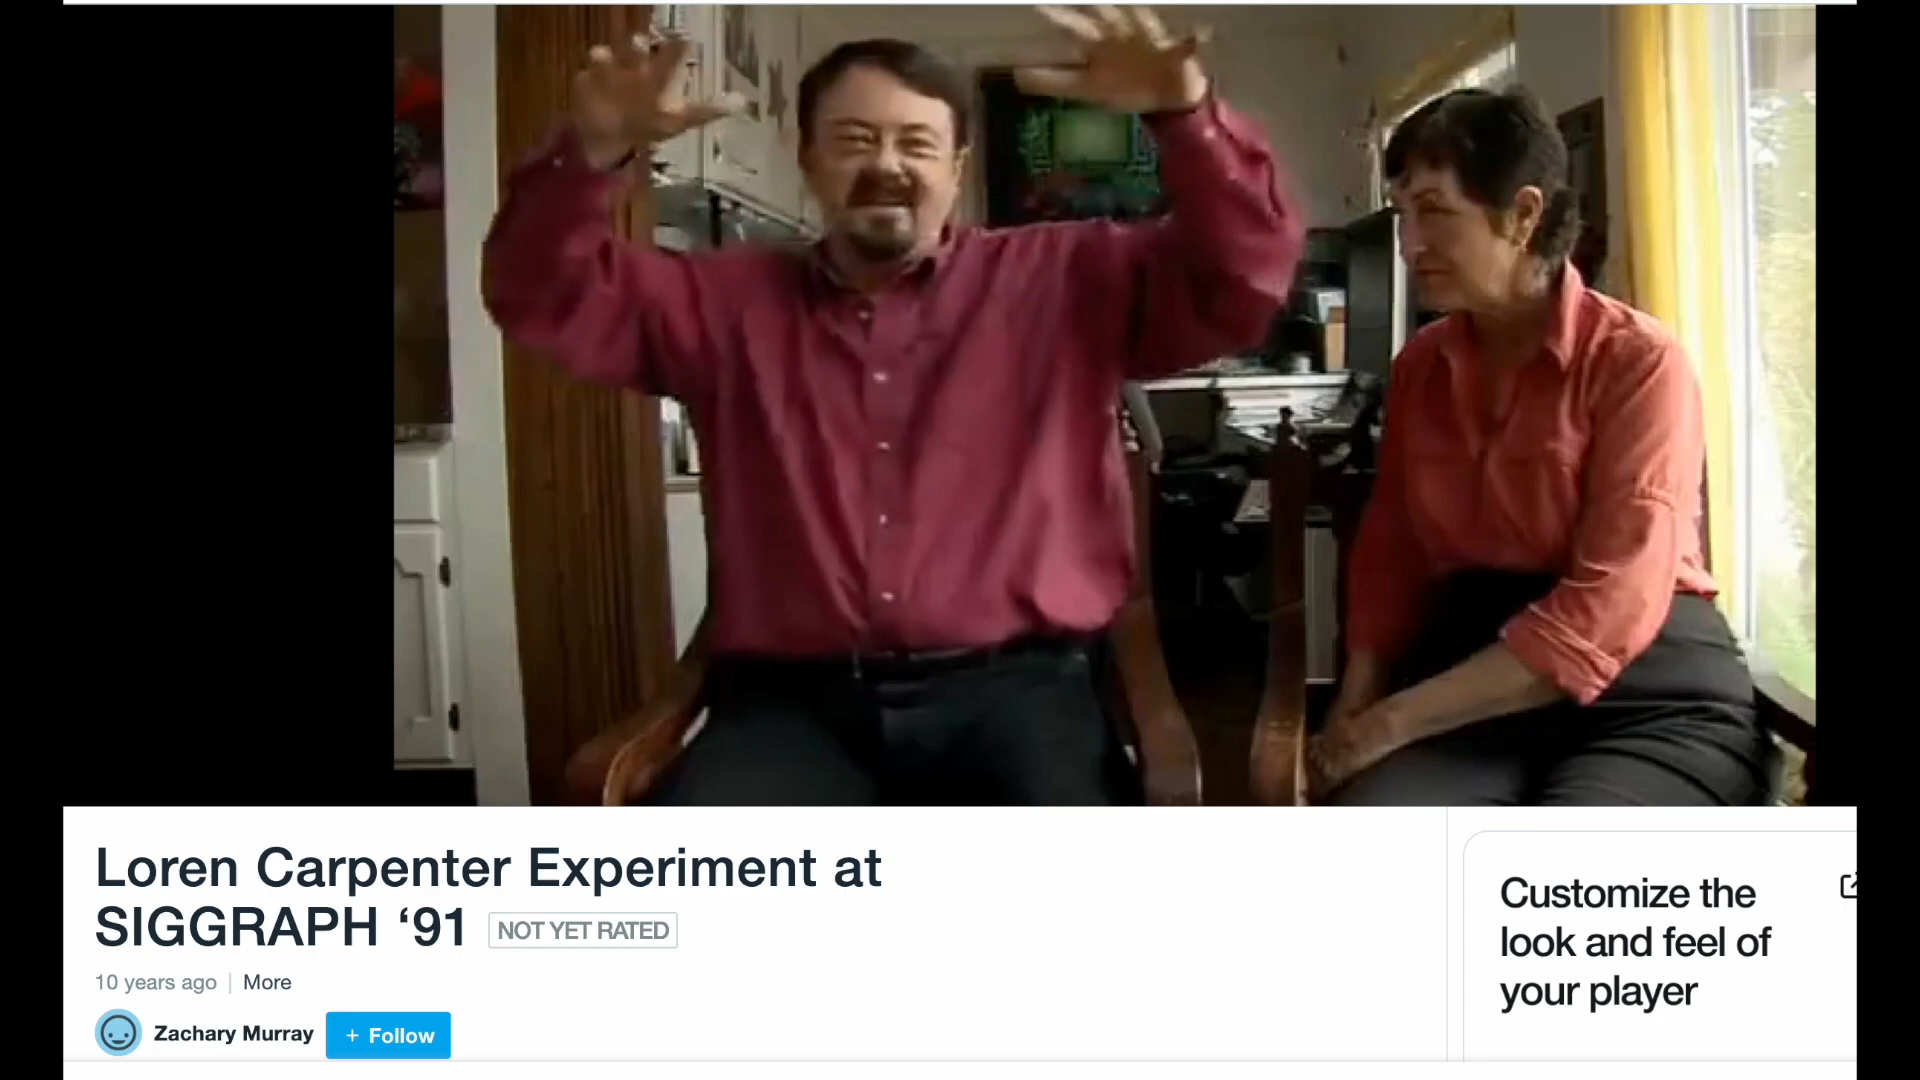 Loren Carpenter Experiment at
SIGGRAPH ‘91 NOT YET RATED
10 years ago | More
Zachary Murray + Follow
Customize the
look and feel of
your player